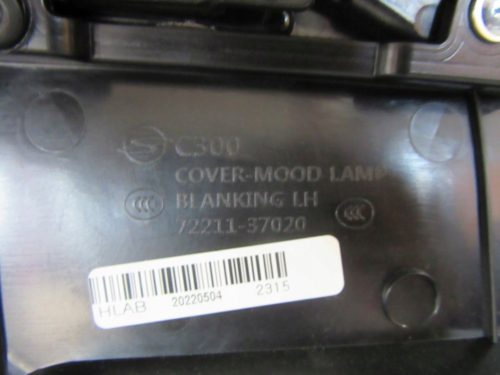 C300
COVER-MOOD LAMP
BLANKING LH
72211-37020
HLAB 20220504 2315